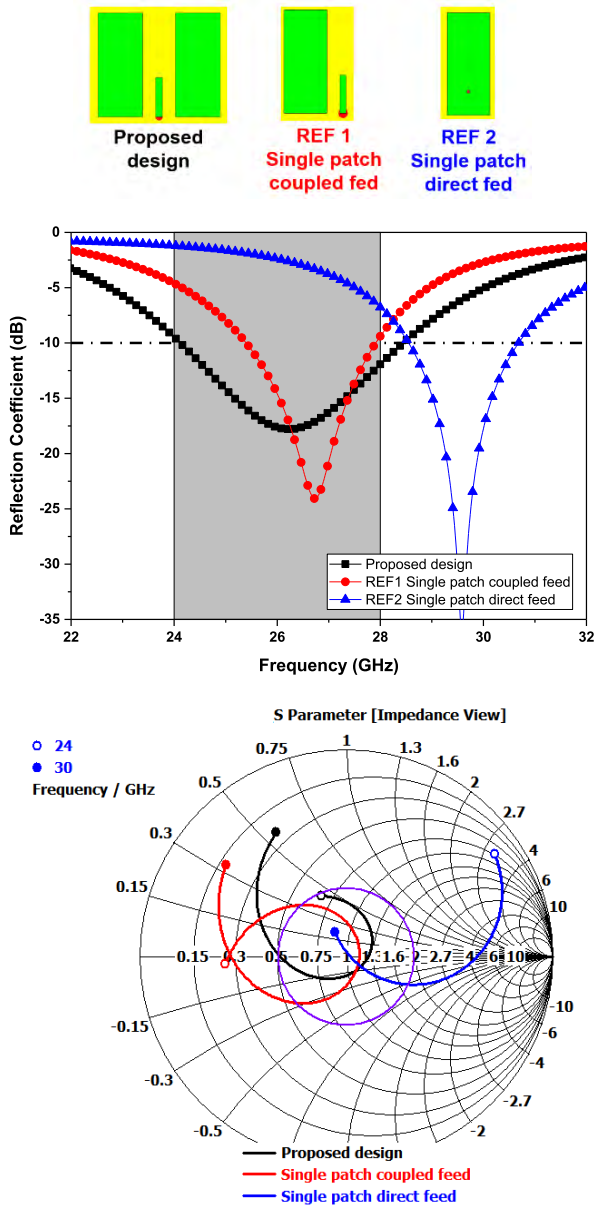 Proposed
design
REF 1
Single patch
coupled fed
REF 2
Single patch
direct fed
0
-5
-10
-15
-20
-25
-30
-35
22
24
26
28
30
32
Reflection Coefficient (dB)
Frequency (GHz)
Proposed design
REF1 Single patch coupled feed
REF2 Single patch direct feed
S Parameter [Impedance View]
24
30
Frequency / GHz
0.75
1
1.3
1.6
2
2.7
4
6
10
0.5
0.3
0.15
0.15 0.3 0.5 0.75 1 1.3 1.6 2 2.7 4 6 10
-0.15
-0.3
-0.5
-10
-6
-4
-2.7
-2
Proposed design
Single patch coupled feed
Single patch direct feed